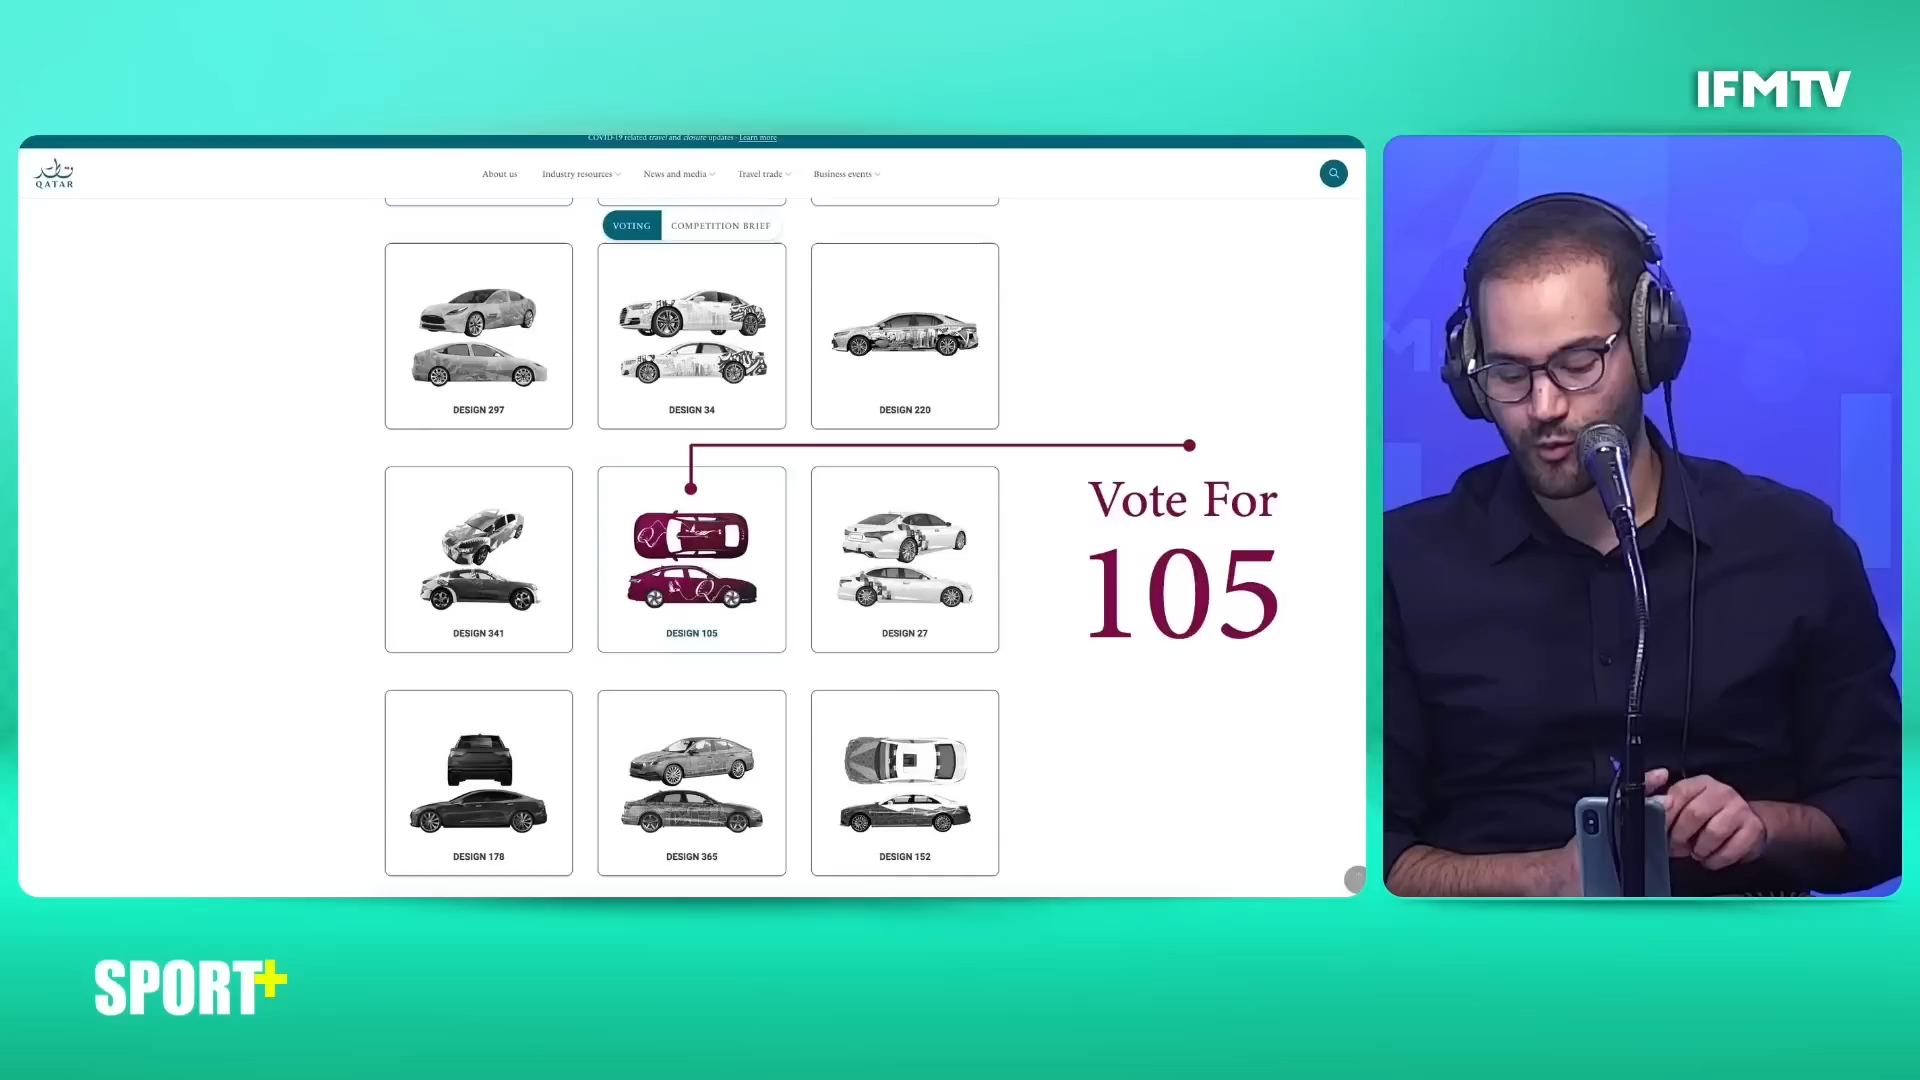 IFMTV
COVID-19 related travel and closure updates - Learn more
قطر
QATAR
About us
Industry resources
News and media
Travel trade
Business events
VOTING
COMPETITION BRIEF
DESIGN 297
DESIGN 34
DESIGN 220
Vote For
105
DESIGN 341
DESIGN 105
DESIGN 27
DESIGN 178
DESIGN 365
DESIGN 152
SPORT+